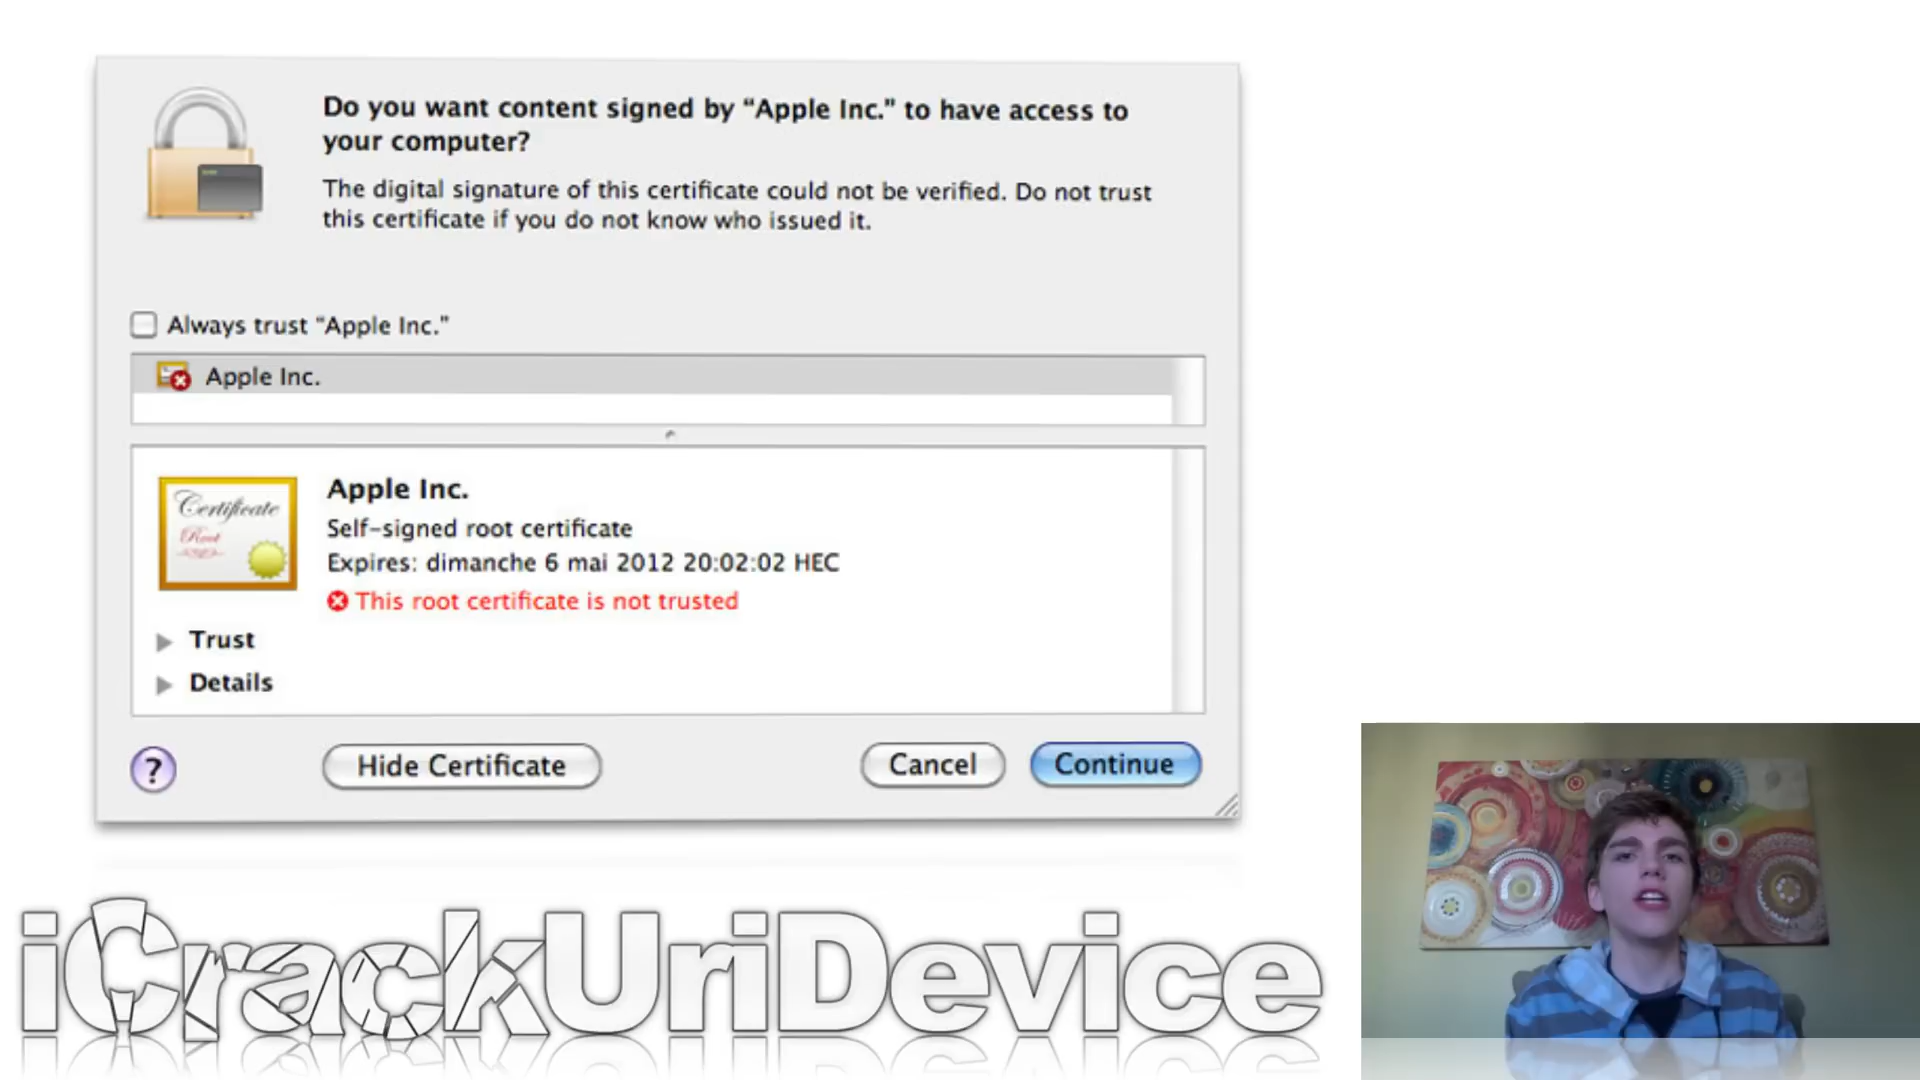 Do you want content signed by “Apple Inc.” to have access to
your computer?
The digital signature of this certificate could not be verified. Do not trust
this certificate if you do not know who issued it.
Always trust “Apple Inc.”
Apple Inc.
Certificate
Root
Apple Inc.
Self-signed root certificate
Expires: dimanche 6 mai 2012 20:02:02 HEC
This root certificate is not trusted
Trust
Details
?
Hide Certificate
Cancel
Continue
iCrackUriDevice